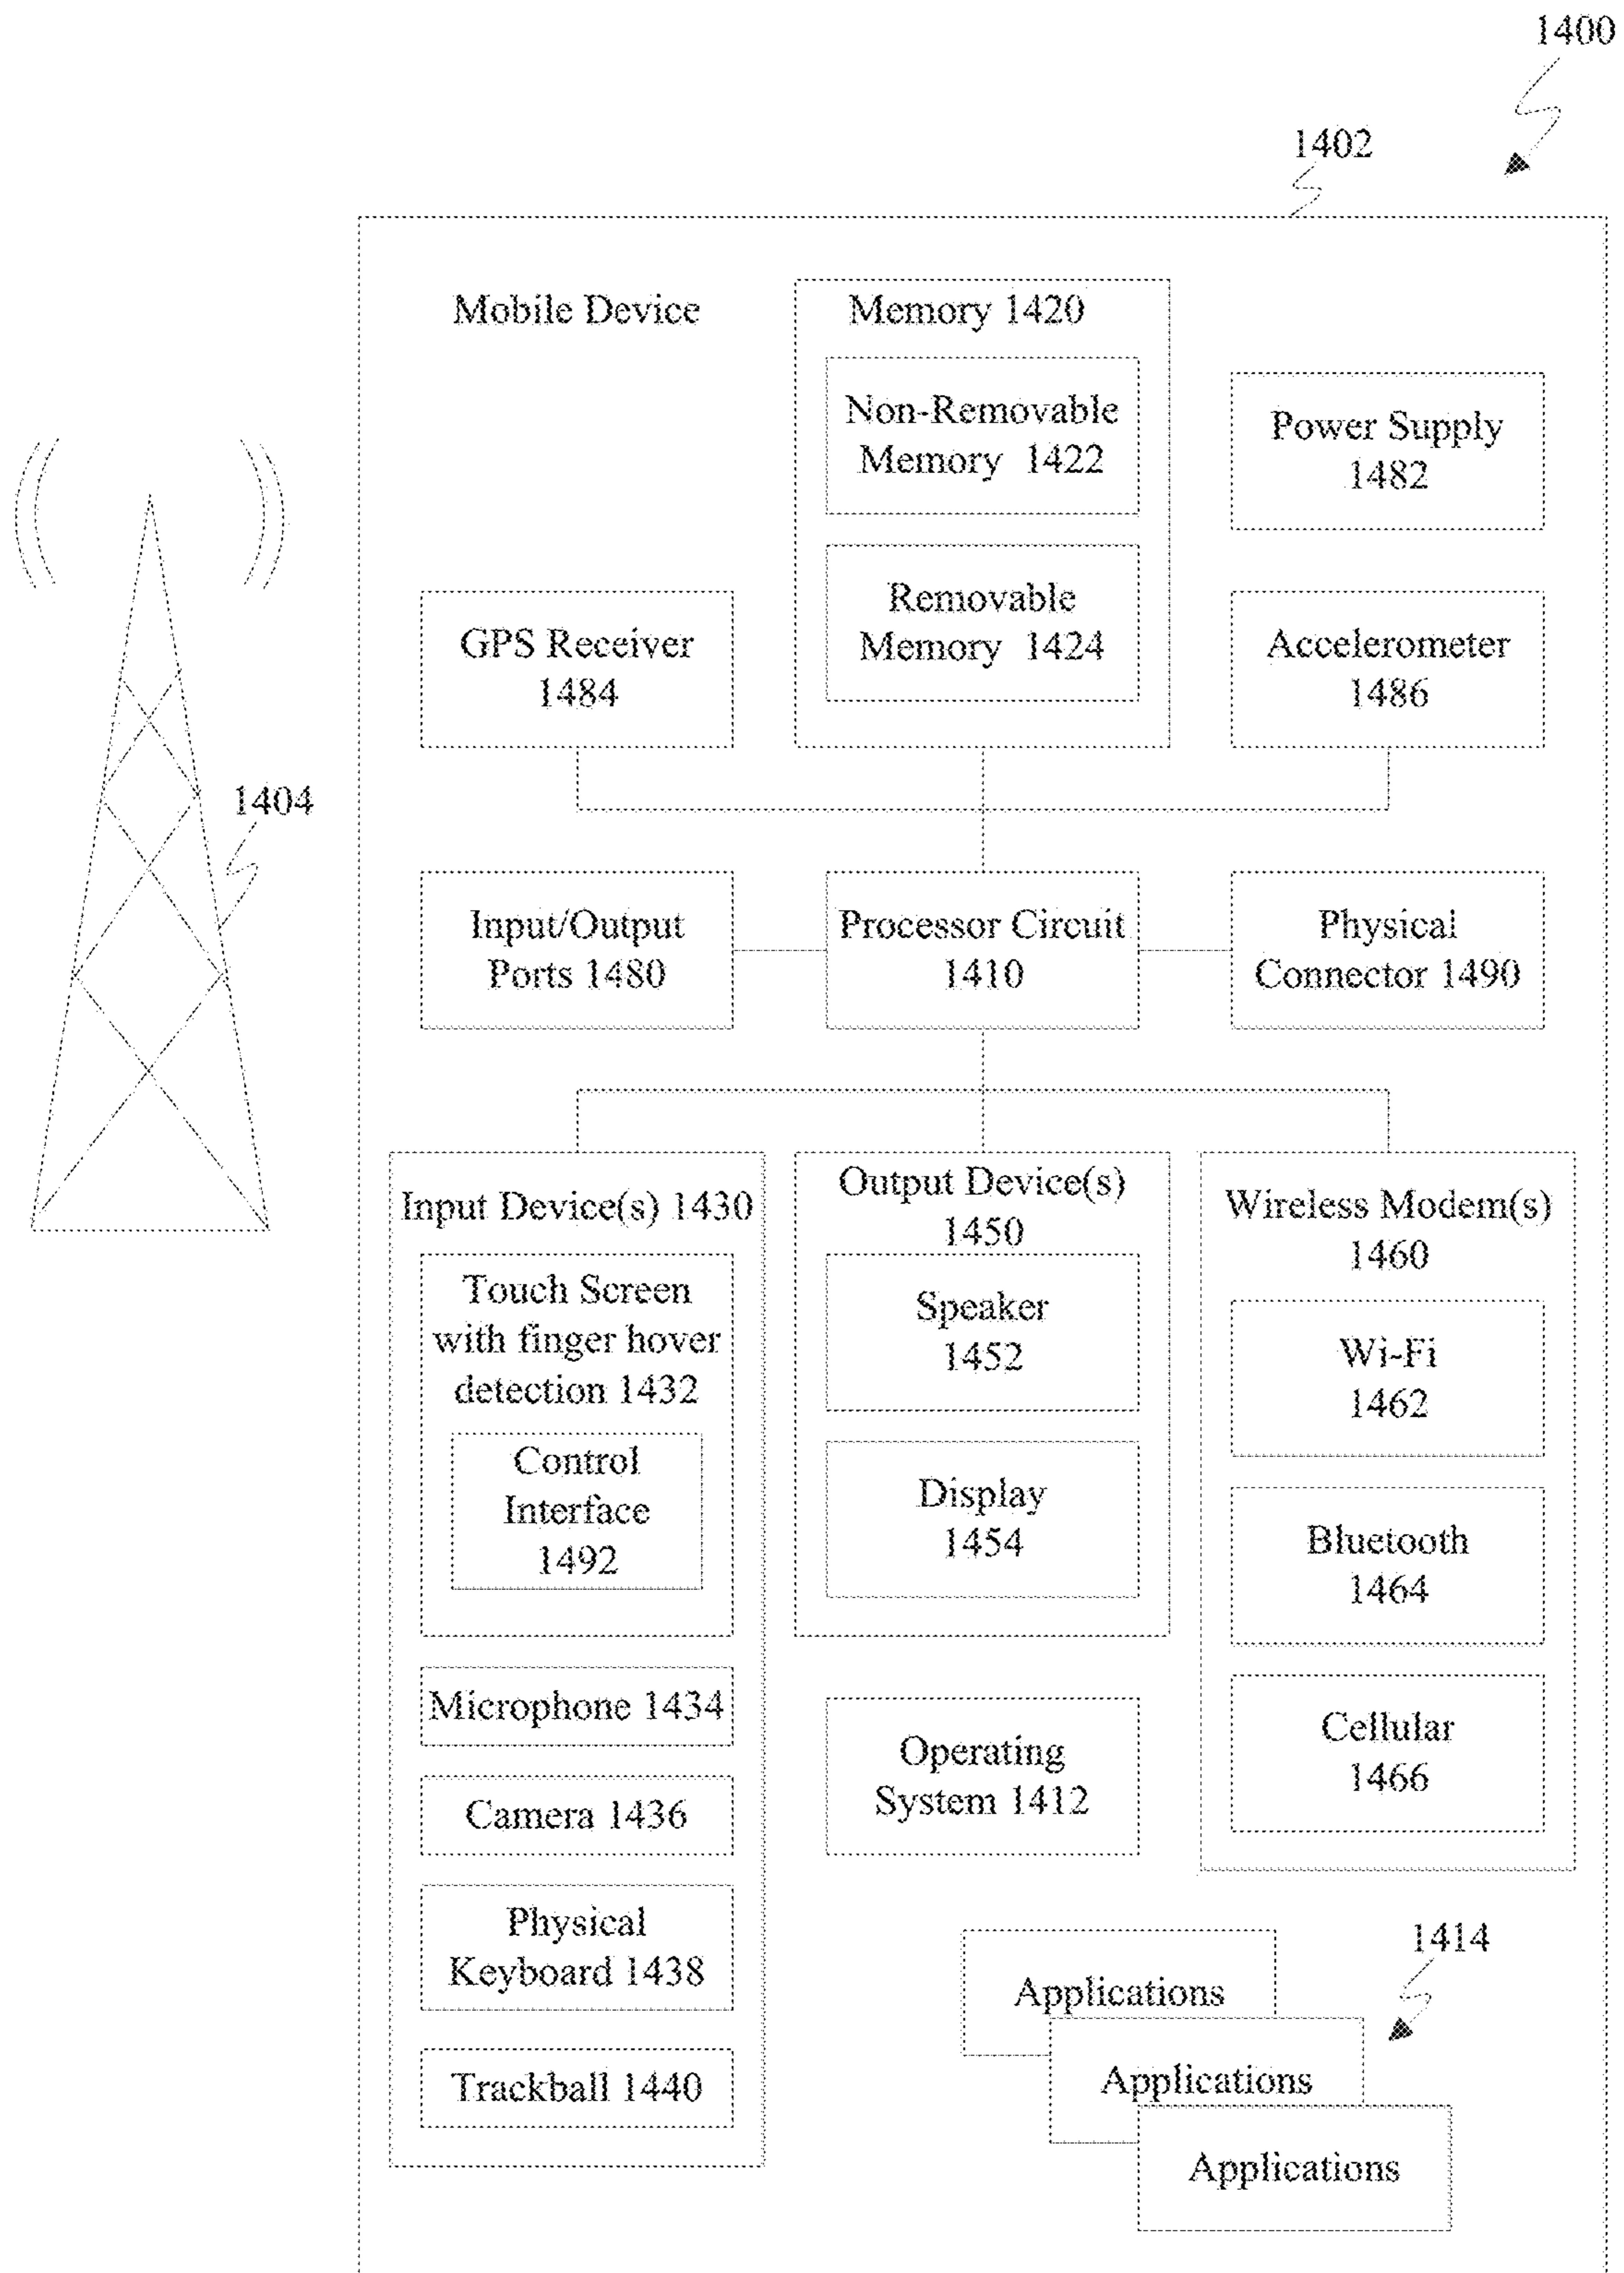 1400
1402
Mobile Device
Memory 1420
Non-Removable
Memory 1422
Power Supply
1482
Removable
Memory 1424
GPS Receiver
1484
Accelerometer
1486
1404
Input/Output
Ports 1480
Processor Circuit
1410
Physical
Connector 1490
Input Device(s) 1430
Touch Screen
with finger hover
detection 1432
Control
Interface
1492
Microphone 1434
Camera 1436
Physical
Keyboard 1438
Trackball 1440
Output Device(s)
1450
Speaker
1452
Display
1454
Operating
System 1412
Wireless Modem(s)
1460
Wi-Fi
1462
Bluetooth
1464
Cellular
1466
1414
Applications
Applications
Applications